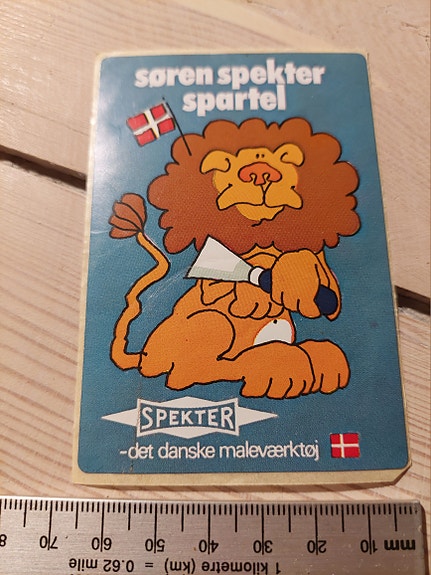 søren spekter
spartel
SPEKTER
-det danske maleværktøj
mm 10 20 30 40 50 60 70 8
1 kilometre (km) = 0.62 mile